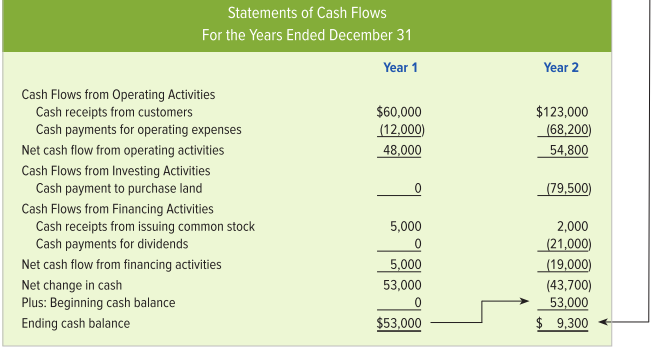 Statements of Cash Flows
For the Years Ended December 31
Year 1 Year 2
Cash Flows from Operating Activities
Cash receipts from customers $60,000 $123,000
Cash payments for operating expenses (12,000) (68,200)
Net cash flow from operating activities 48,000 54,800
Cash Flows from Investing Activities
Cash payment to purchase land 0 (79,500)
Cash Flows from Financing Activities
Cash receipts from issuing common stock 5,000 2,000
Cash payments for dividends 0 (21,000)
Net cash flow from financing activities 5,000 (19,000)
Net change in cash 53,000 (43,700)
Plus: Beginning cash balance 0 53,000
Ending cash balance $53,000 $ 9,300